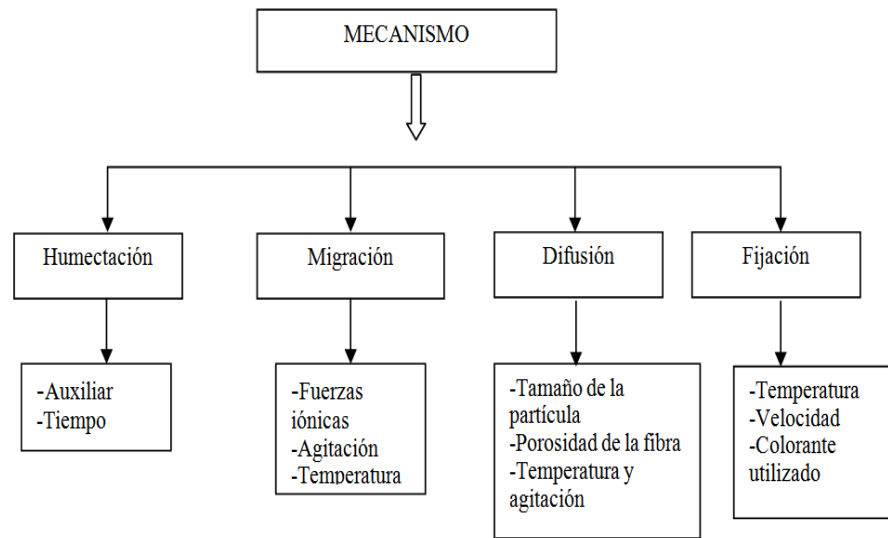 MECANISMO
Humectación
Migración
Difusión
Fijación
-Auxiliar
-Tiempo
-Fuerzas
iónicas
-Agitación
-Temperatura
-Tamaño de la
partícula
-Porosidad de la fibra
-Temperatura y
agitación
-Temperatura
-Velocidad
-Colorante
utilizado